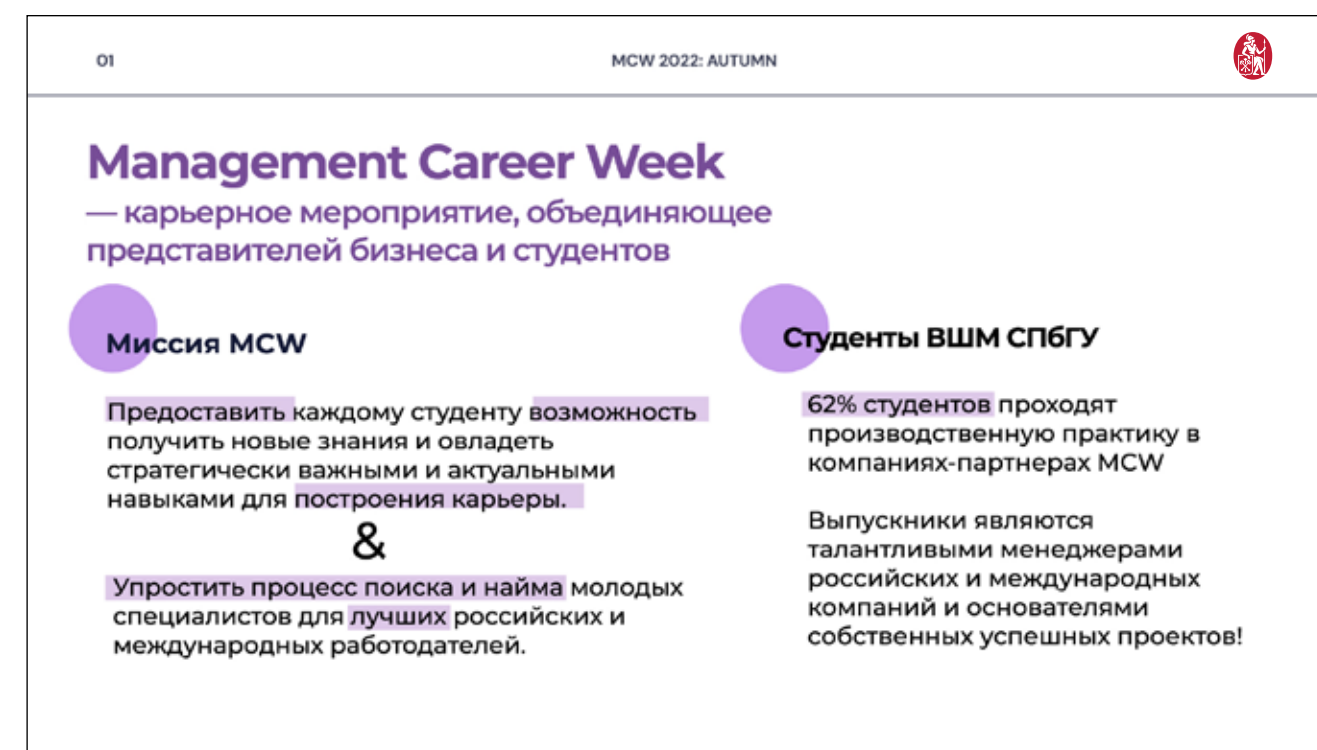 01
MCW 2022: AUTUMN
Management Career Week
— карьерное мероприятие, объединяющее
представителей бизнеса и студентов
Миссия MCW
Предоставить каждому студенту возможность
получить новые знания и овладеть
стратегически важными и актуальными
навыками для построения карьеры.
&
Упростить процесс поиска и найма молодых
специалистов для лучших российских и
международных работодателей.
Студенты ВШМ СПбГУ
62% студентов проходят
производственную практику в
компаниях-партнерах MCW
Выпускники являются
талантливыми менеджерами
российских и международных
компаний и основателями
собственных успешных проектов!